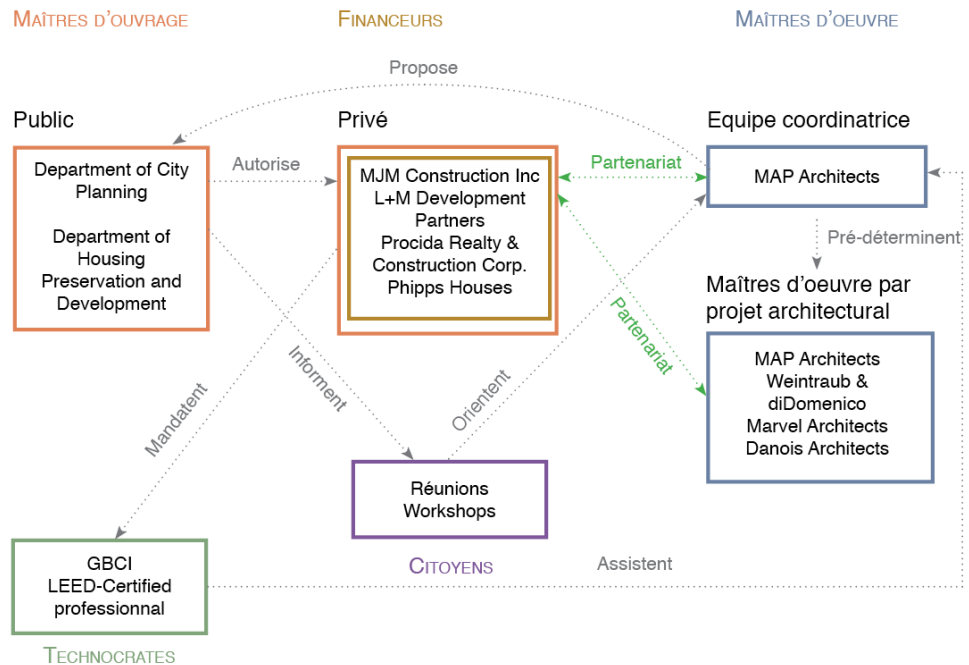 MAÎTRES D'OUVRAGE
FINANCEURS
MAÎTRES D'OEUVRE
Propose
Public
Privé
Equipe coordinatrice
Department of City
Planning
Department of
Housing
Preservation and
Development
Autorise
MJM Construction Inc
L+M Development
Partners
Procida Realty &
Construction Corp.
Phipps Houses
Partenariat
MAP Architects
Pré-déterminent
Maîtres d'oeuvre par
projet architectural
Partenariat
MAP Architects
Weintraub &
diDomenico
Marvel Architects
Danois Architects
Mandatent
Informent
Orientent
Réunions
Workshops
CITOYENS
GBCI
LEED-Certified
professionnal
Assistent
TECHNOCRATES